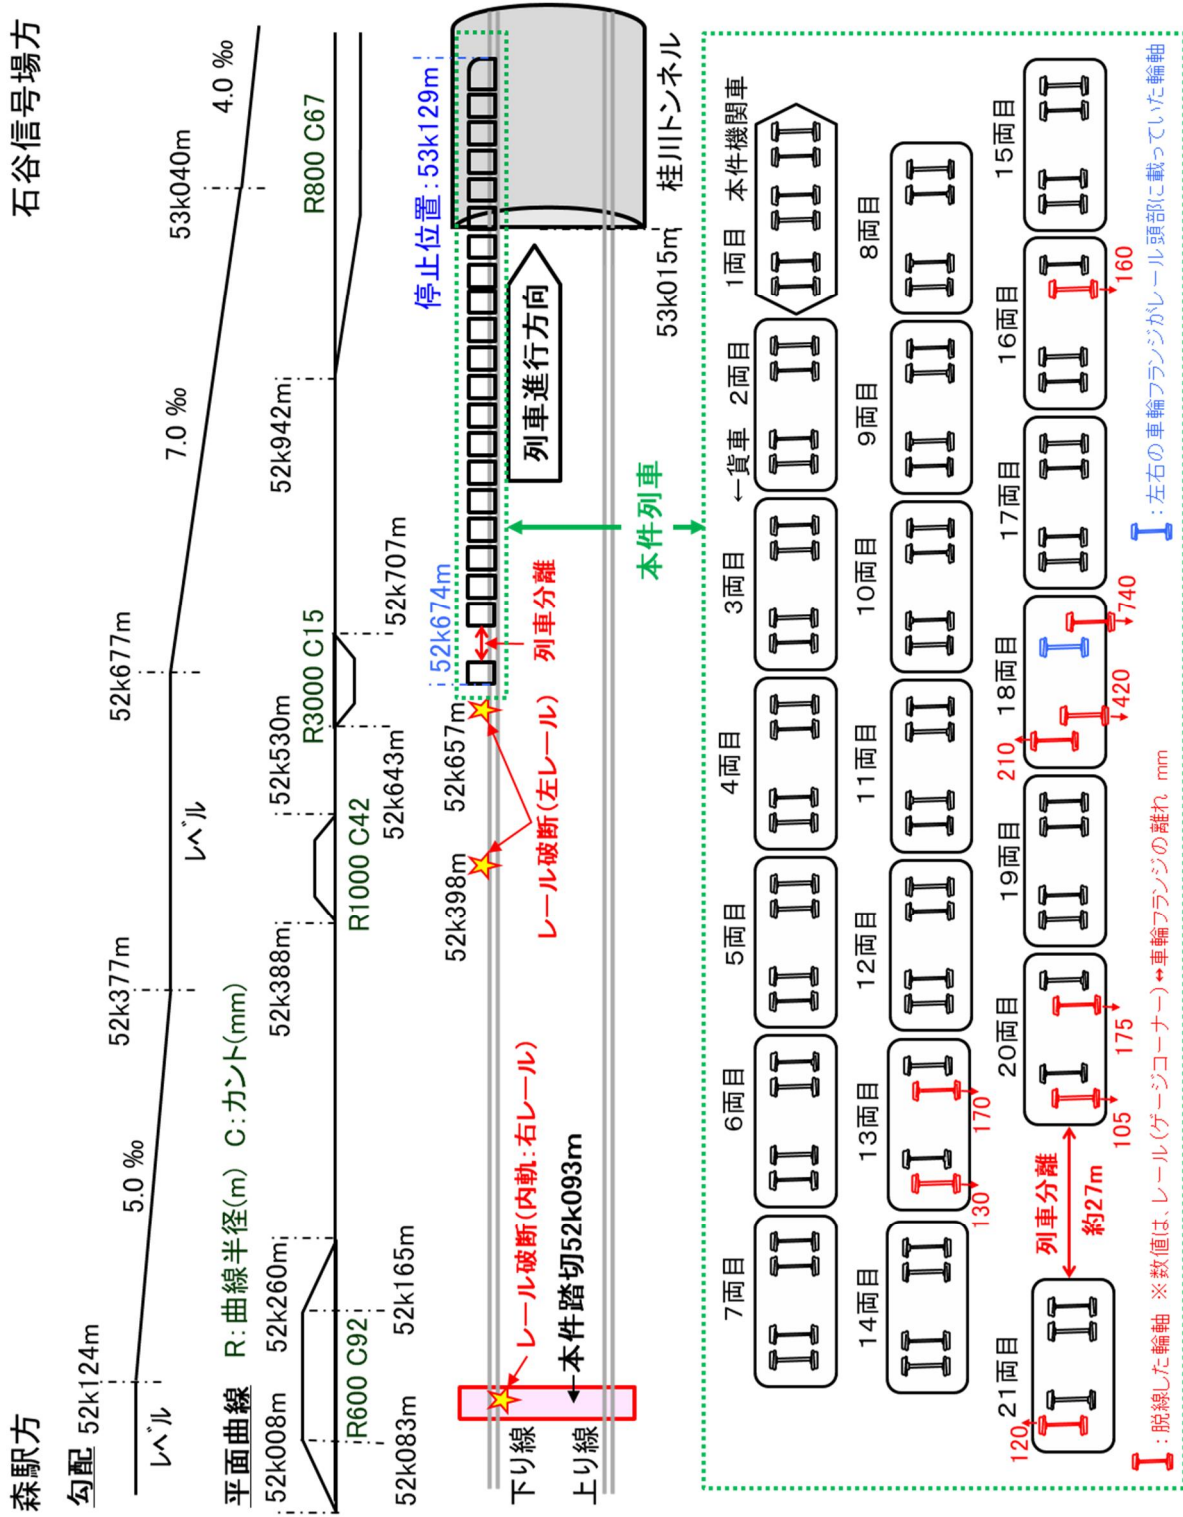 森駅方
石谷信号場方
勾配
52k124m
レベル
5.0 ‰
52k377m
レベル
52k677m
7.0 ‰
53k040m
4.0 ‰
平面曲線 R:曲線半径(m) C:カント(mm)
52k008m
52k083m
R600 C92
52k165m
52k260m
52k388m
R1000 C42
52k530m
R3000 C15
52k643m
52k707m
52k942m
R800 C67
下り線
上り線
レール破断(内軌:右レール)
本件踏切52k093m
52k398m
52k657m
レール破断(左レール)
52k674m
列車分離
停止位置:53k129m
列車進行方向
53k015m
桂川トンネル
本件列車
7両目
6両目
5両目
4両目
3両目
2両目
←貨車
1両目
本件機関車
14両目
13両目
130
170
12両目
11両目
10両目
9両目
8両目
21両目
120
列車分離
約27m
20両目
105
175
19両目
18両目
210
420
740
17両目
16両目
160
15両目
:脱線した輪軸 ※数値は、レール(ゲージコーナー)↔車輪フランジの離れ mm
:左右の車輪フランジがレール頭部に載っていた輪軸